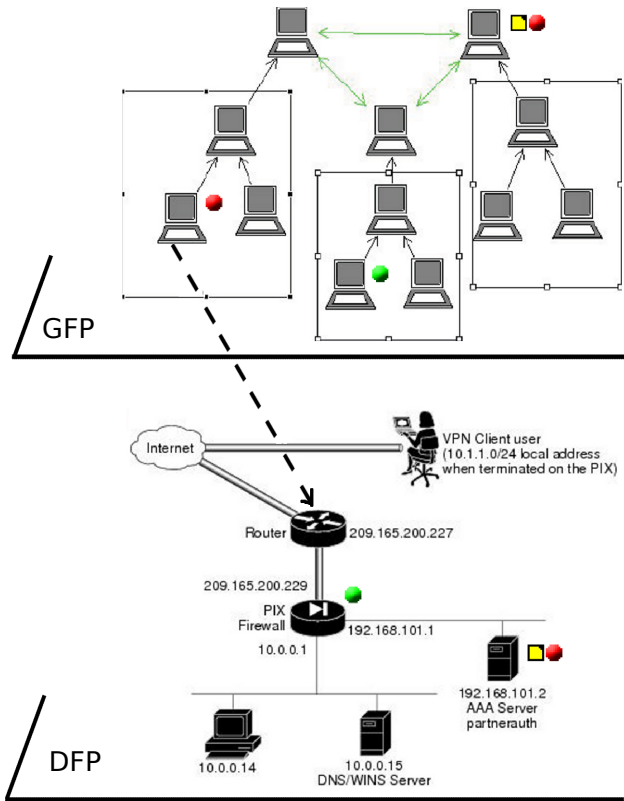 GFP
Internet
VPN Client user
(10.1.1.0/24 local address
when terminated on the PIX)
Router
209.165.200.227
209.165.200.229
PIX
Firewall
192.168.101.1
10.0.0.1
192.168.101.2
AAA Server
partnerauth
10.0.0.14
10.0.0.15
DNS/WINS Server
DFP